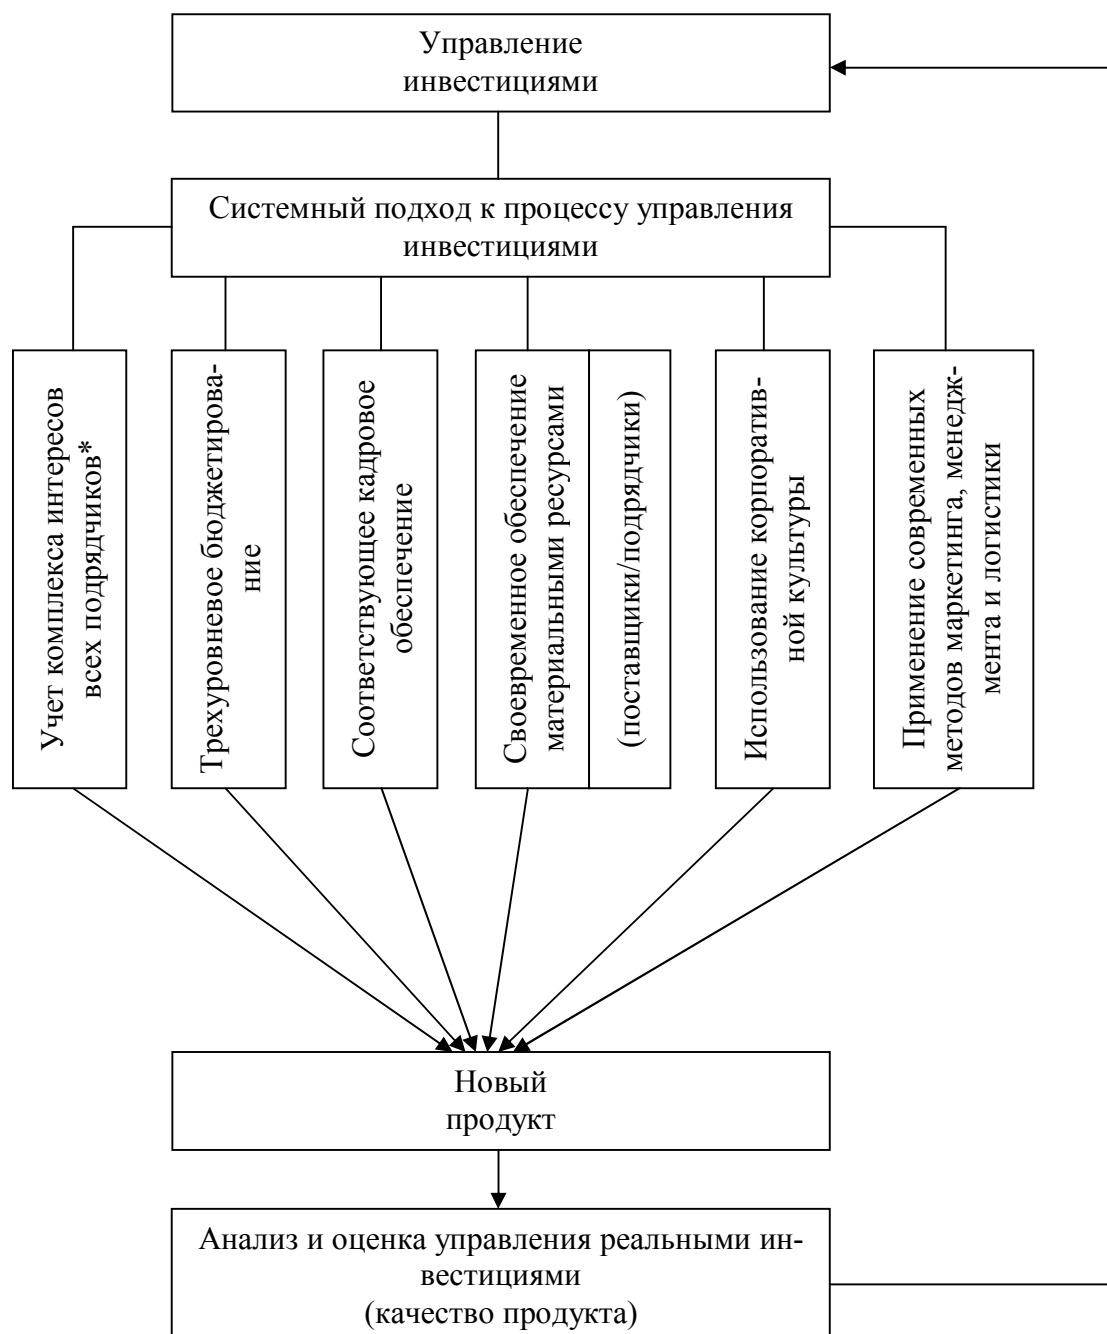 Управление
инвестициями
Системный подход к процессу управления
инвестициями
Учет комплекса интересов
всех подрядчиков*
Трехуровневое бюджетирова-
ние
Соответствующее кадровое
обеспечение
Своевременное обеспечение
материальными ресурсами
(поставщики/подрядчики)
Использование корпоратив-
ной культуры
Применение современных
методов маркетинга, менедж-
мента и логистики
Новый
продукт
Анализ и оценка управления реальными ин-
вестициями
(качество продукта)